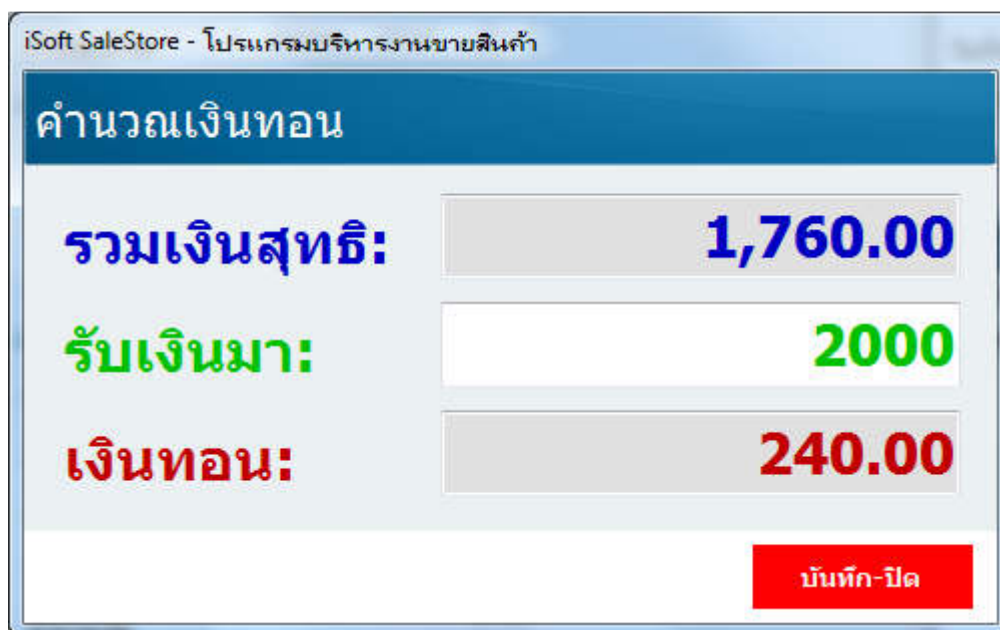 iSoft SaleStore - โปรแกรมบริหารงานขายสินค้า
คำนวณเงินทอน
รวมเงินสุทธิ: 1,760.00
รับเงินมา: 2000
เงินทอน: 240.00
บันทึก-ปิด